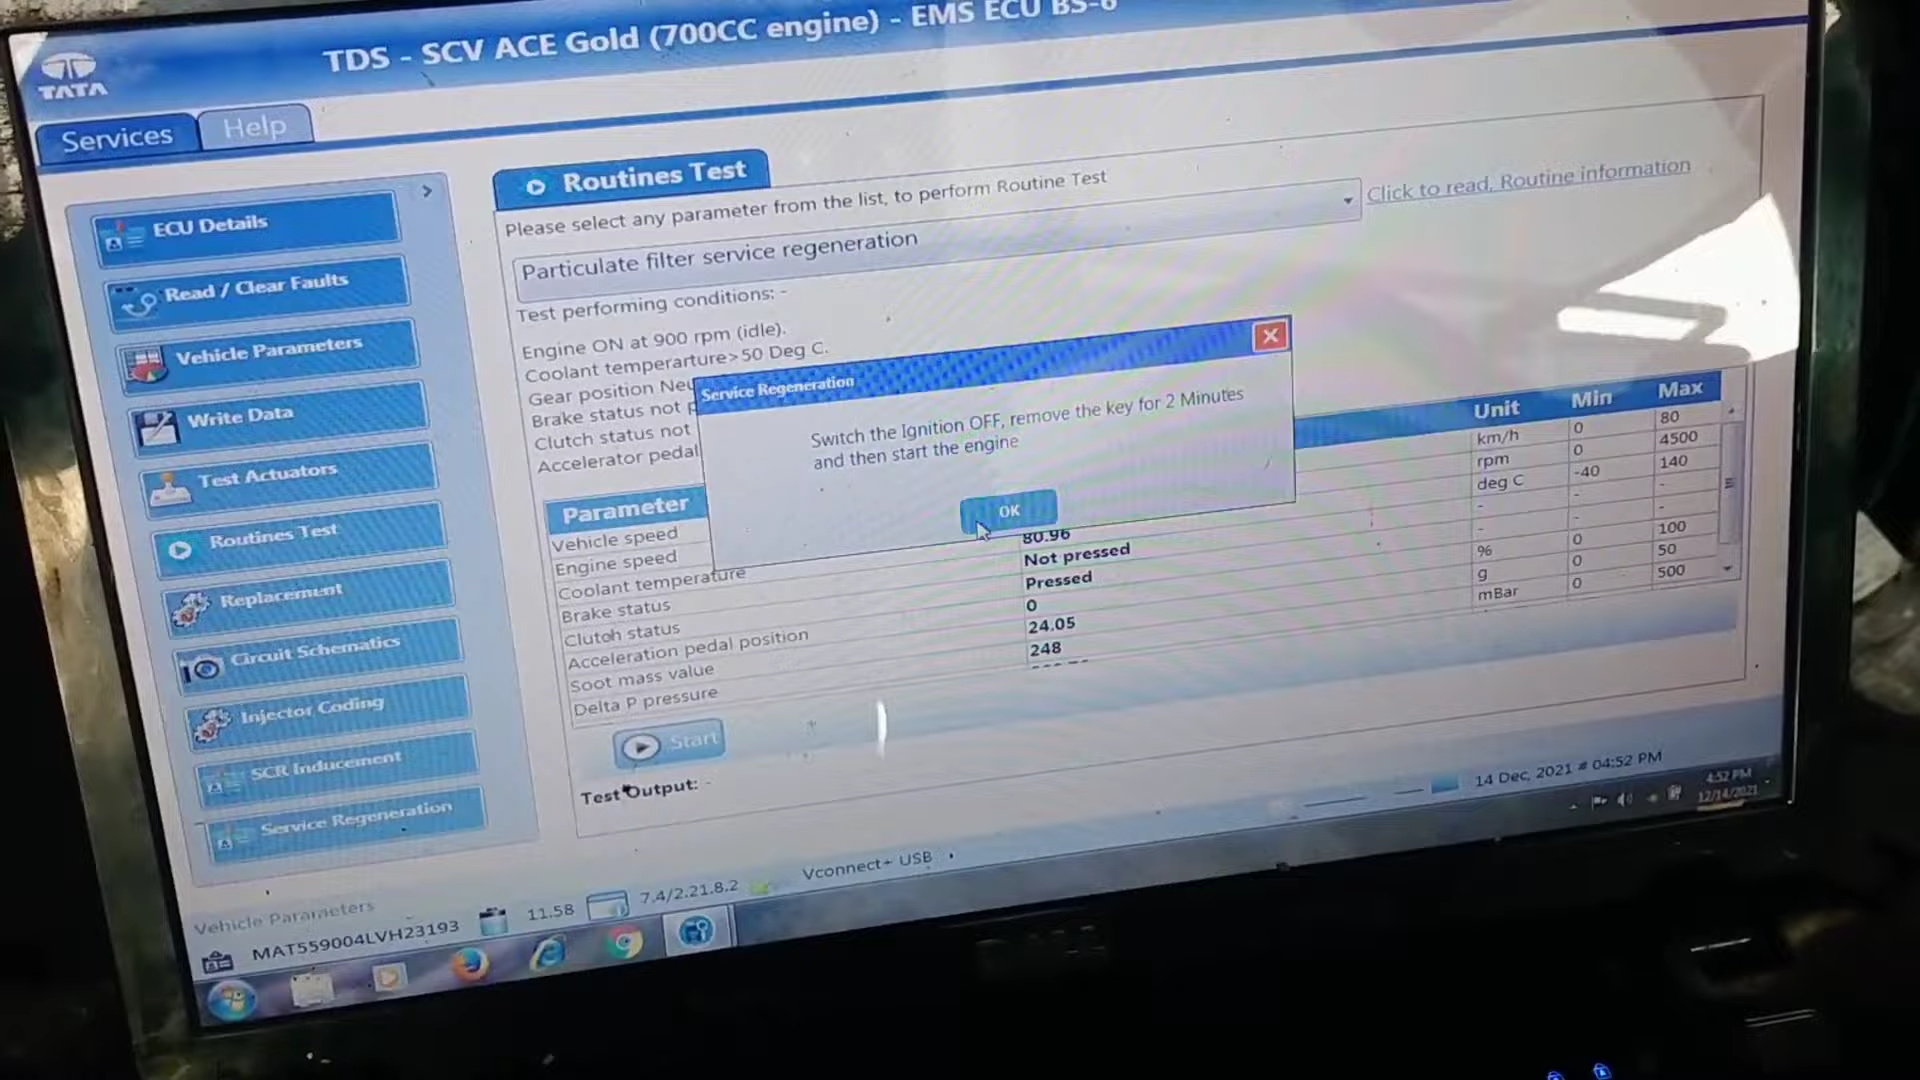 TDS - SCV ACE Gold (700CC engine) - EMS ECU BS-6
TATA
Services
Help
ECU Details
Read / Clear Faults
Vehicle Parameters
Write Data
Test Actuators
Routines Test
Replacement
Circuit Schematics
Injector Coding
SCR Inducement
Service Regeneration
Routines Test
Please select any parameter from the list, to perform Routine Test
Click to read, Routine information
Particulate filter service regeneration
Test performing conditions: -
Engine ON at 900 rpm (idle).
Coolant temperarture>50 Deg C.
Gear position
Brake status not
Clutch status not
Accelerator pedal
Service Regeneration
Switch the Ignition OFF, remove the key for 2 Minutes
and then start the engine
OK
Parameter Unit Min Max
Vehicle speed km/h 0 80
Engine speed rpm 0 4500
Coolant temperature 80.96 deg C -40 140
Brake status Not pressed - - -
Clutch status Pressed - - -
Acceleration pedal position 0 % 0 100
Soot mass value 24.05 g 0 50
Delta P pressure 248 mBar 0 500
Start
Test Output: -
14 Dec, 2021 # 04:52 PM
Vconnect+ USB
Vehicle Parameters
MAT559004LVH23193
11.58
7.4/2.21.8.2
4:52 PM
12/14/2021